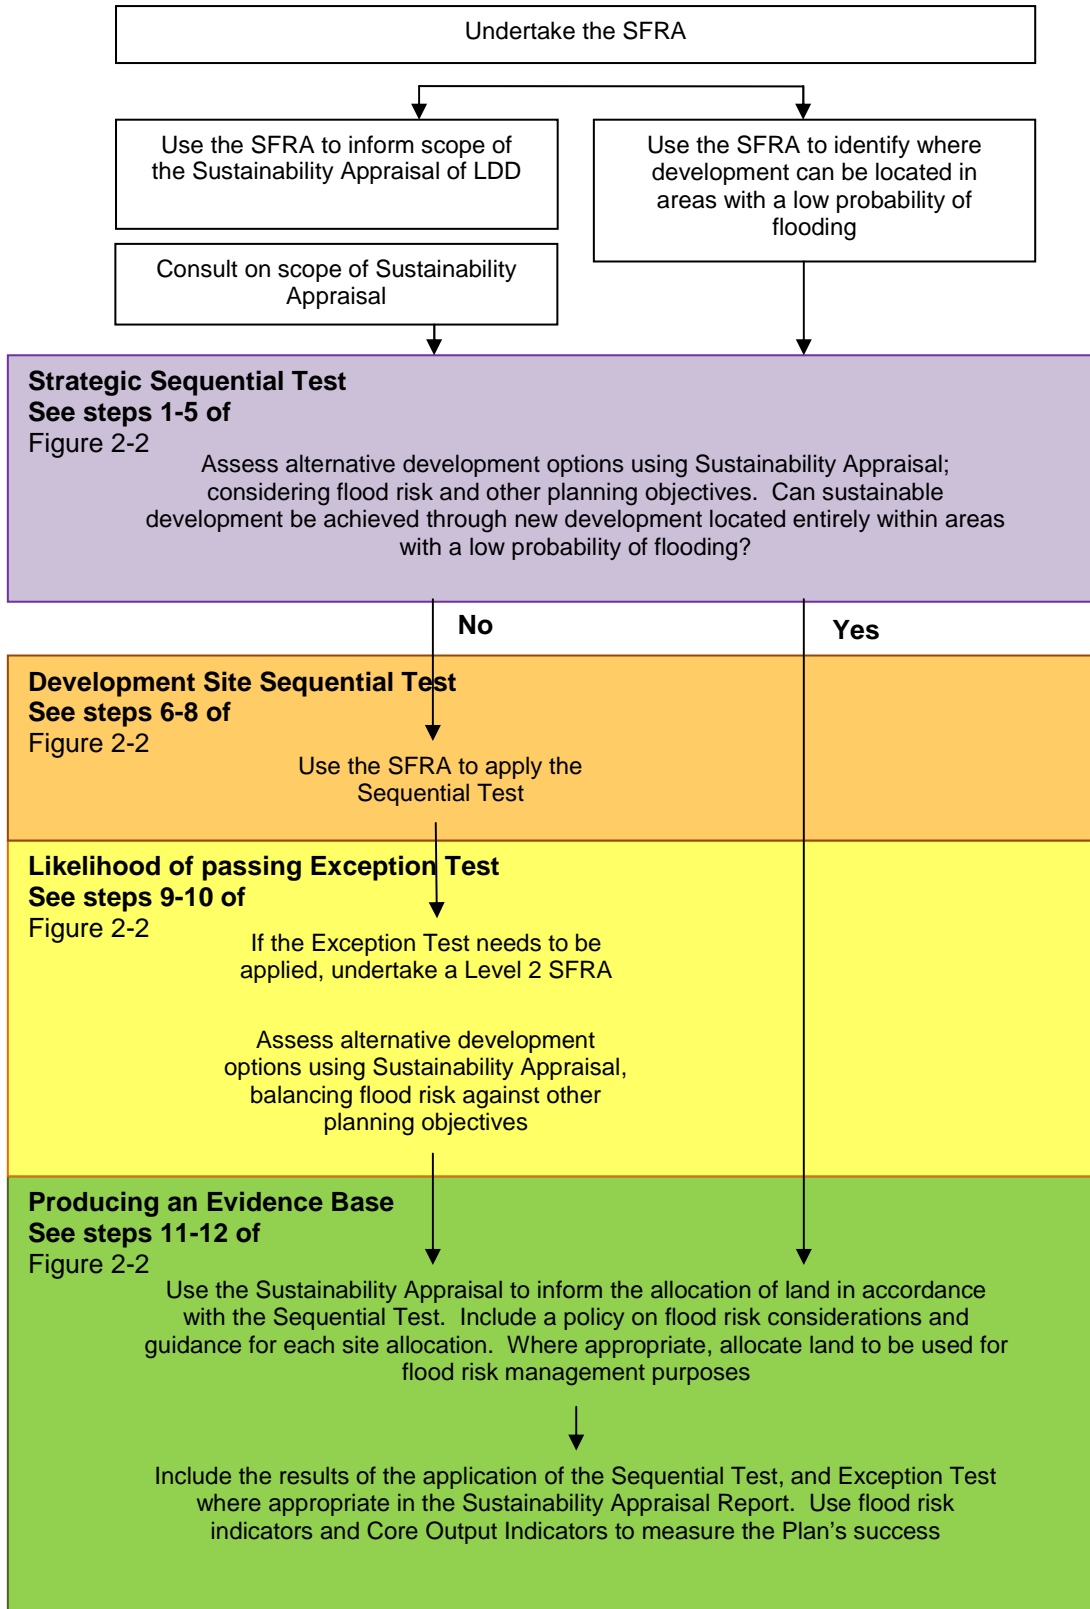 Undertake the SFRA
Use the SFRA to inform scope of
the Sustainability Appraisal of LDD
Use the SFRA to identify where
development can be located in
areas with a low probability of
flooding
Consult on scope of Sustainability
Appraisal
Strategic Sequential Test
See steps 1-5 of
Figure 2-2
Assess alternative development options using Sustainability Appraisal;
considering flood risk and other planning objectives.  Can sustainable
development be achieved through new development located entirely within areas
with a low probability of flooding?
No
Yes
Development Site Sequential Test
See steps 6-8 of
Figure 2-2
Use the SFRA to apply the
Sequential Test
Likelihood of passing Exception Test
See steps 9-10 of
Figure 2-2
If the Exception Test needs to be
applied, undertake a Level 2 SFRA
Assess alternative development
options using Sustainability Appraisal,
balancing flood risk against other
planning objectives
Producing an Evidence Base
See steps 11-12 of
Figure 2-2
Use the Sustainability Appraisal to inform the allocation of land in accordance
with the Sequential Test.  Include a policy on flood risk considerations and
guidance for each site allocation.  Where appropriate, allocate land to be used for
flood risk management purposes
Include the results of the application of the Sequential Test, and Exception Test
where appropriate in the Sustainability Appraisal Report.  Use flood risk
indicators and Core Output Indicators to measure the Plan’s success